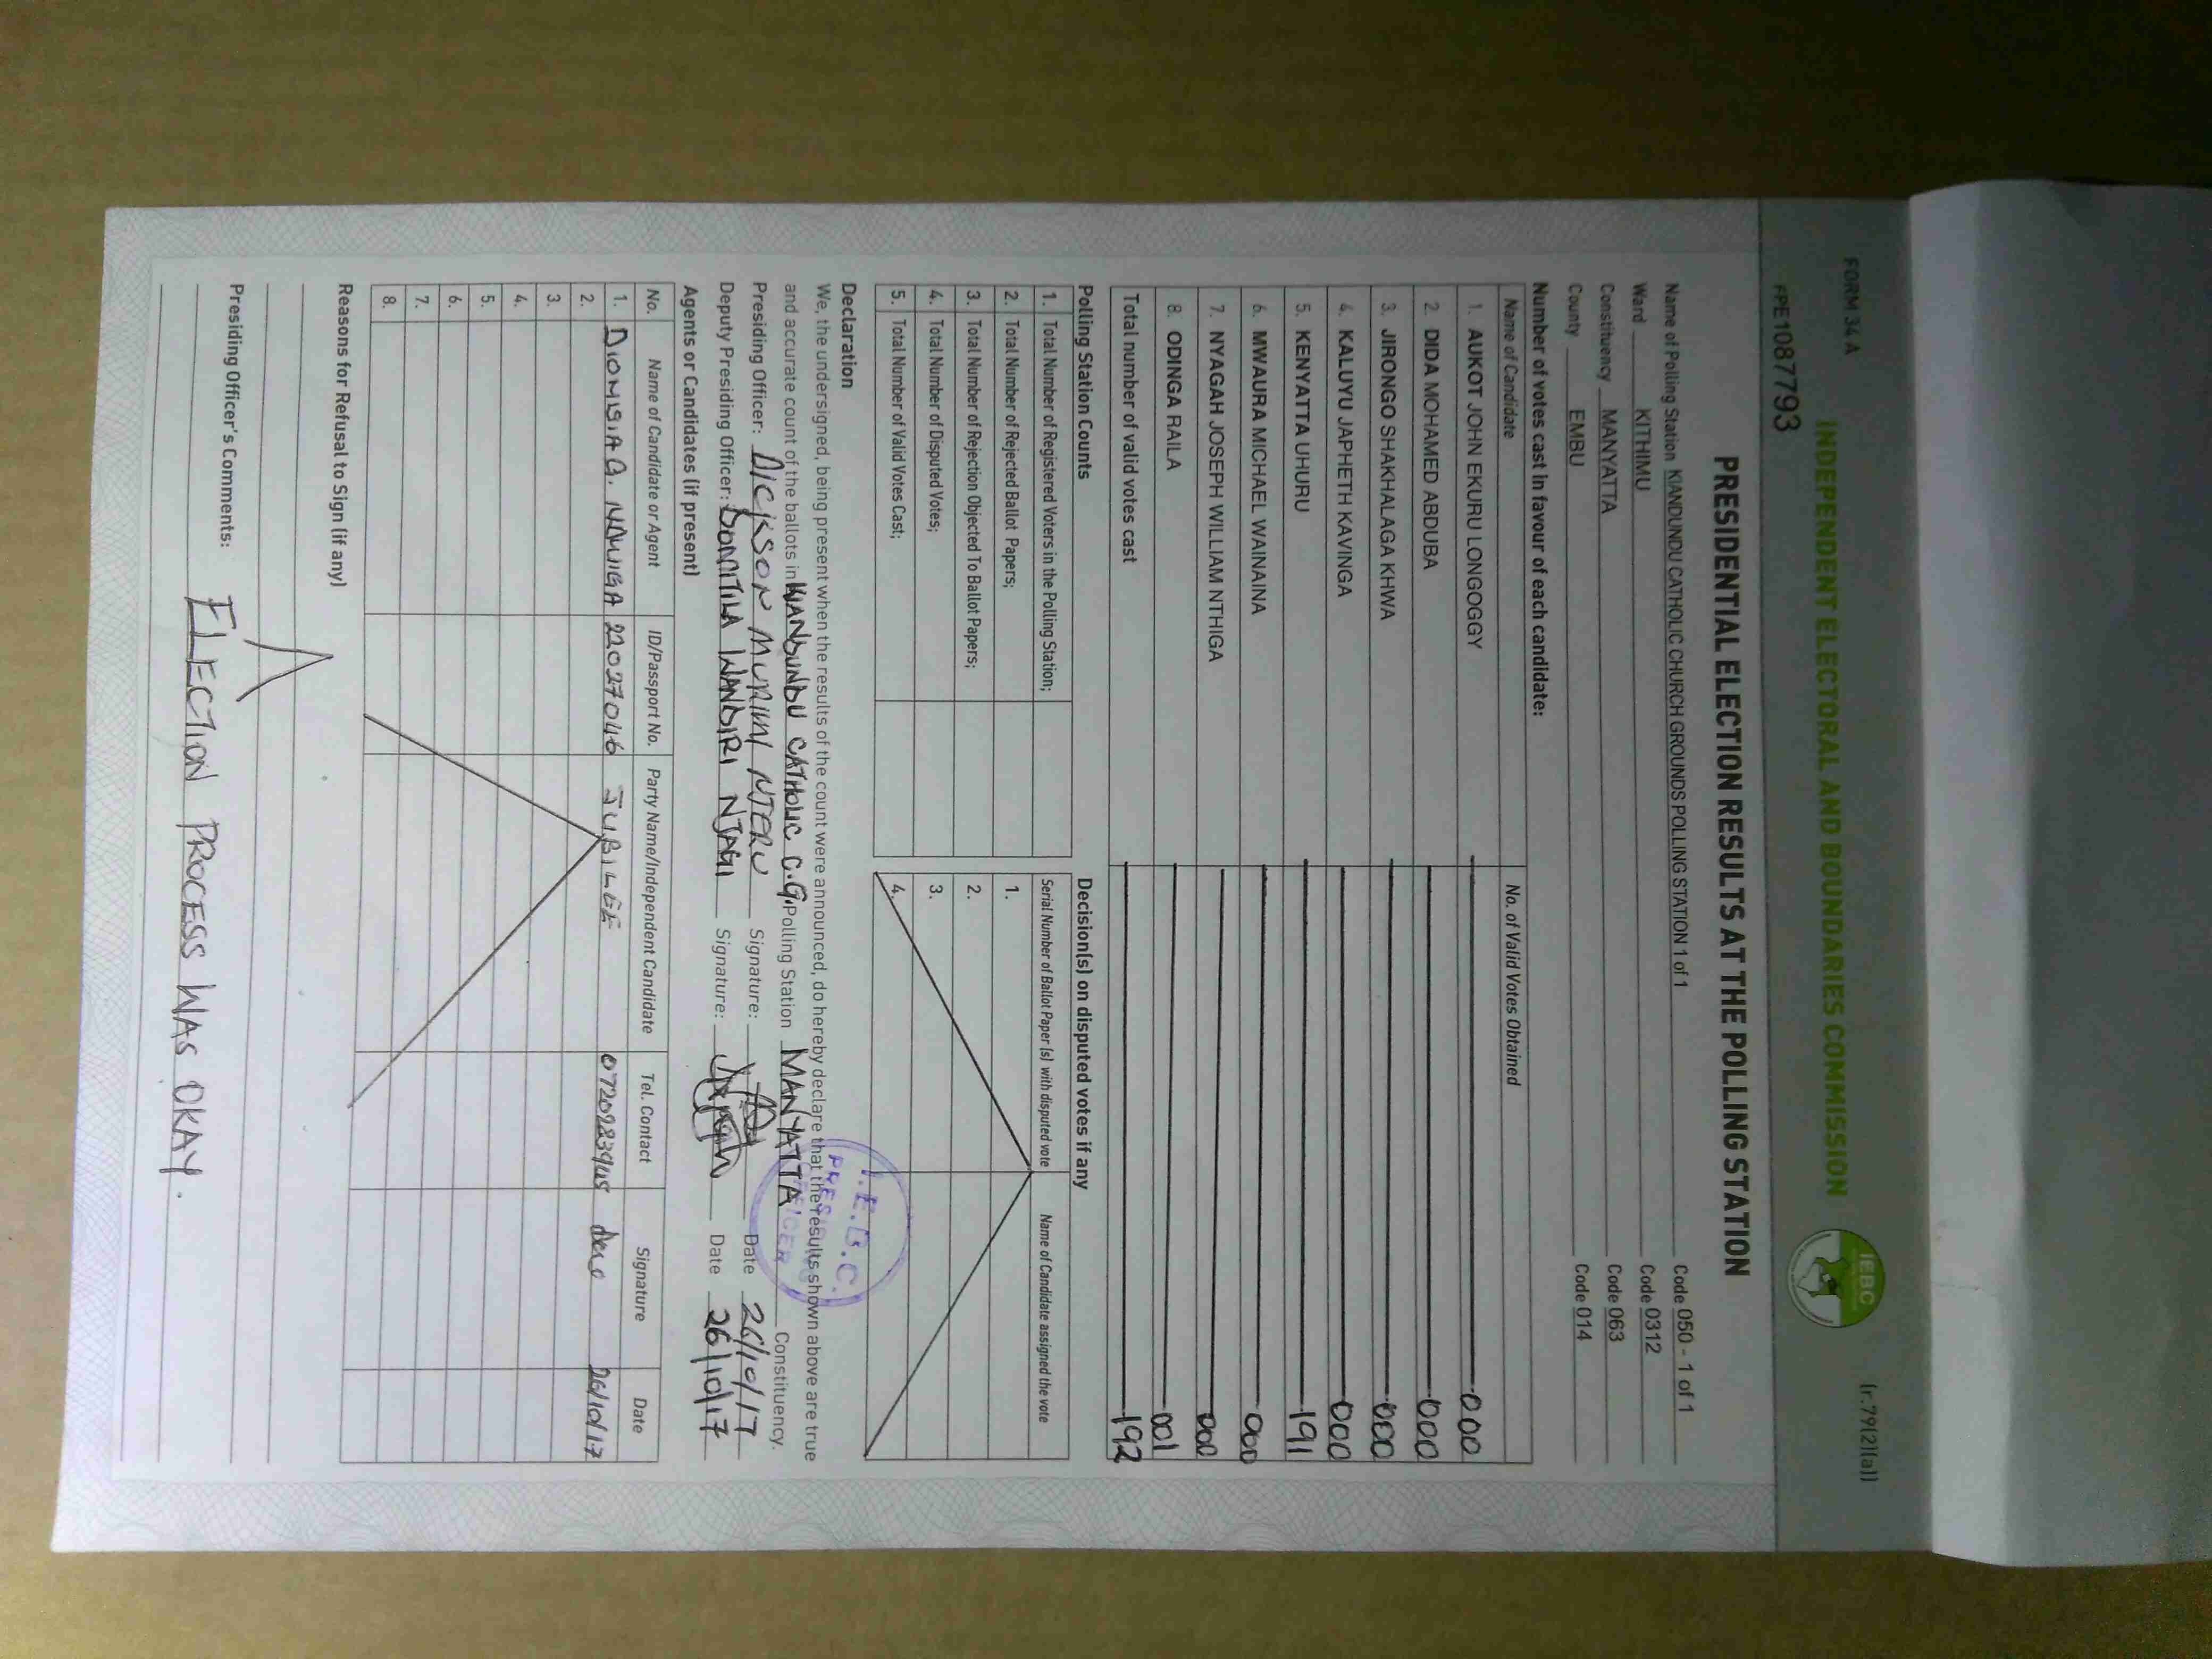 FORM 34 A
(r.79(2)(a))
INDEPENDENT ELECTORAL AND BOUNDARIES COMMISSION
IEBC
FPE1087793
PRESIDENTIAL ELECTION RESULTS AT THE POLLING STATION
Name of Polling Station KIANDUNDU CATHOLIC CHURCH GROUNDS POLLING STATION 1 of 1 Code 050 - 1 of 1
Ward KITHIMU Code 0312
Constituency MANYATTA Code 063
County EMBU Code 014
Number of votes cast in favour of each candidate:
Name of Candidate No. of Valid Votes Obtained
1. AUKOT JOHN EKURU LONGOGGY 000
2. DIDA MOHAMED ABDUBA 000
3. JIRONGO SHAKHALAGA KHWA 000
4. KALUYU JAPHETH KAVINGA 000
5. KENYATTA UHURU 191
6. MWAURA MICHAEL WAINAINA 000
7. NYAGAH JOSEPH WILLIAM NTHIGA 000
8. ODINGA RAILA 001
Total number of valid votes cast 192
Polling Station Counts
1. Total Number of Registered Voters in the Polling Station;
2. Total Number of Rejected Ballot Papers;
3. Total Number of Rejection Objected To Ballot Papers;
4. Total Number of Disputed Votes;
5. Total Number of Valid Votes Cast;
Decision(s) on disputed votes if any
Serial Number of Ballot Paper (s) with disputed vote Name of Candidate assigned the vote
1.
2.
3.
4.
Declaration
We, the undersigned, being present when the results of the count were announced, do hereby declare that the results shown above are true
and accurate count of the ballots in KIANDUNDU CATHOLIC C.G. Polling Station MANYATTA Constituency.
I.E.B.C.
Presiding Officer: DICKSON MURIMI NJERU Signature: Date 26/10/17
Deputy Presiding Officer: DOMITILA WANDIRI NJAGI Signature: Date 26/10/17
Agents or Candidates (if present)
No. Name of Candidate or Agent ID/Passport No. Party Name/Independent Candidate Tel. Contact Signature Date
1. 22027046 JUBILEE 26/10/17
2.
3.
4.
5.
6.
7.
8.
Reasons for Refusal to Sign (if any)
Presiding Officer's Comments: ELECTION PROCESS WAS OKAY.